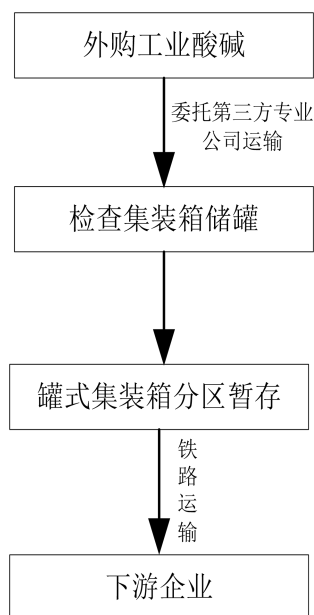 外购工业酸碱
委托第三方专业
公司运输
检查集装箱储罐
罐式集装箱分区暂存
铁
路
运
输
下游企业